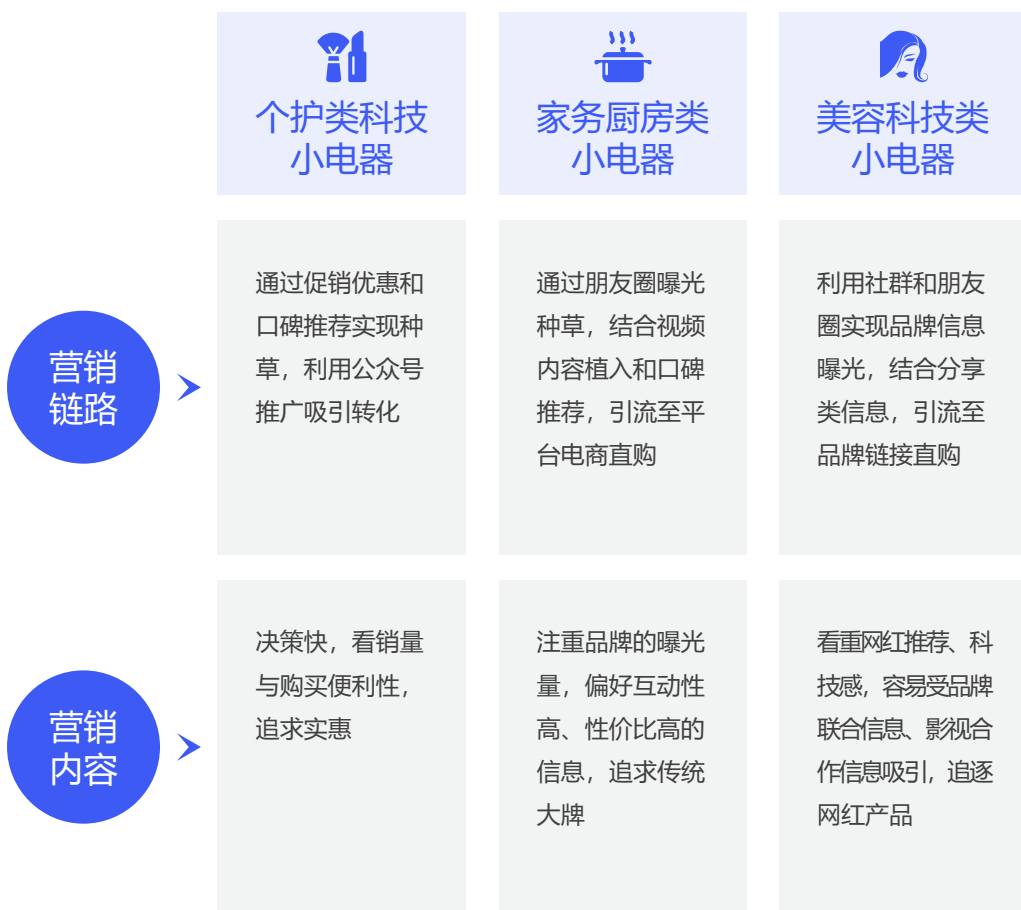 个护类科技
小电器
家务厨房类
小电器
美容科技类
小电器
营销
链路
通过促销优惠和
口碑推荐实现种
草，利用公众号
推广吸引转化
通过朋友圈曝光
种草，结合视频
内容植入和口碑
推荐，引流至平
台电商直购
利用社群和朋友
圈实现品牌信息
曝光，结合分享
类信息，引流至
品牌链接直购
营销
内容
决策快，看销量
与购买便利性，
追求实惠
注重品牌的曝光
量，偏好互动性
高、性价比高的
信息，追求传统
大牌
看重网红推荐、科
技感，容易受品牌
联合信息、影视合
作信息吸引，追逐
网红产品